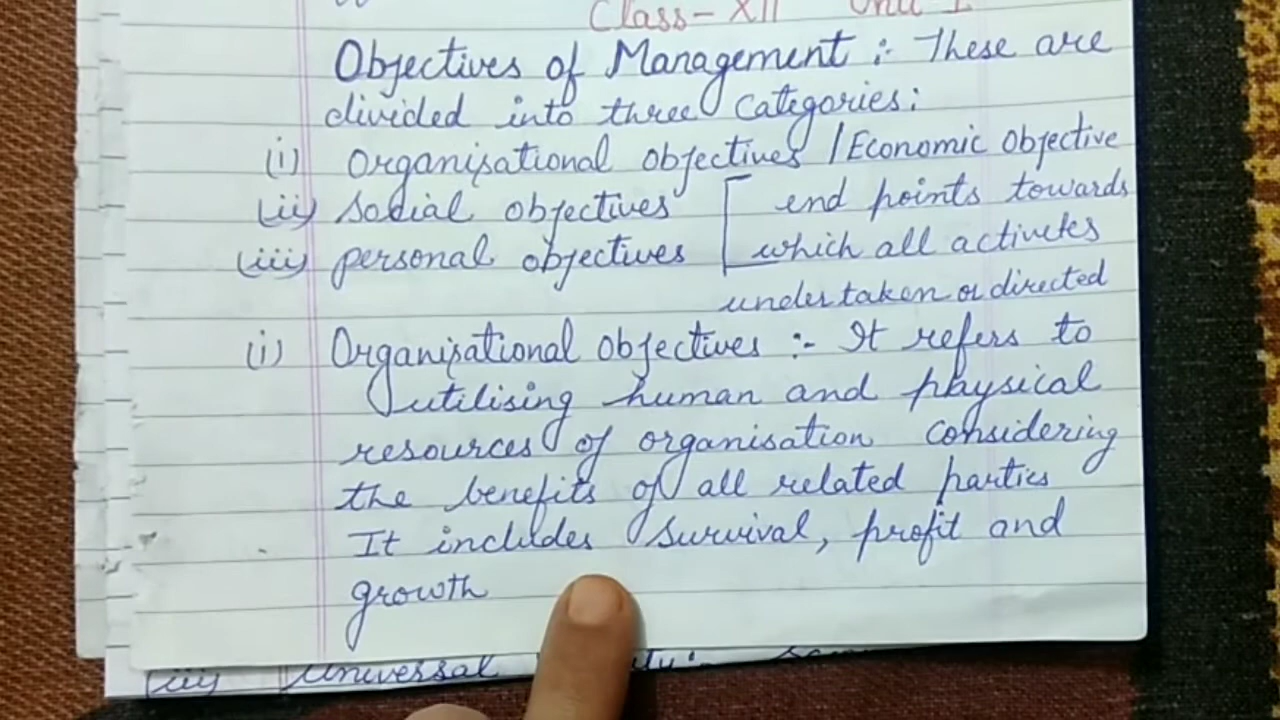 Class - XII Unit I
Objectives of Management :- These are
divided into three Categories:
(i) Organisational objectives / Economic Objective
(ii) Social objectives [ end points towards
(iii) personal objectives which all activites
undertaken or directed
(i) Organisational objectives :- It refers to
utilising human and physical
resources of organisation Considering
the benefits of all related parties
It includes survival, profit and
growth
(iii) Universal